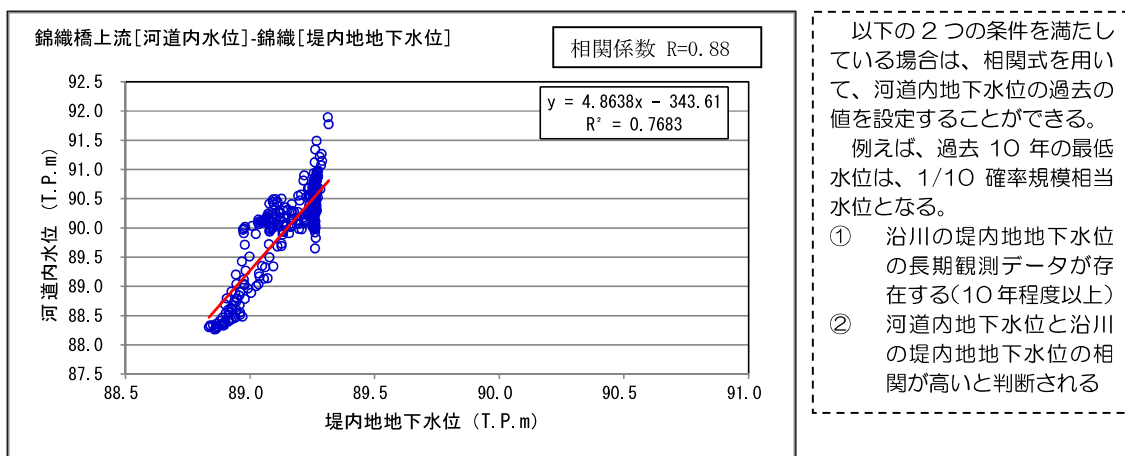 錦織橋上流[河道内水位]-錦織[堤内地地下水位]
相関係数 R=0.88
y = 4.8638x - 343.61
R² = 0.7683
河道内水位 (T.P.m)
92.5
92.0
91.5
91.0
90.5
90.0
89.5
89.0
88.5
88.0
87.5
88.5
89.0
89.5
90.0
90.5
91.0
堤内地地下水位 (T.P.m)
以下の2つの条件を満たし
ている場合は、相関式を用い
て、河道内地下水位の過去の
値を設定することができる。
例えば、過去 10 年の最低
水位は、1/10 確率規模相当
水位となる。
① 沿川の堤内地地下水位
の長期観測データが存
在する(10年程度以上)
② 河道内地下水位と沿川
の堤内地地下水位の相
関が高いと判断される